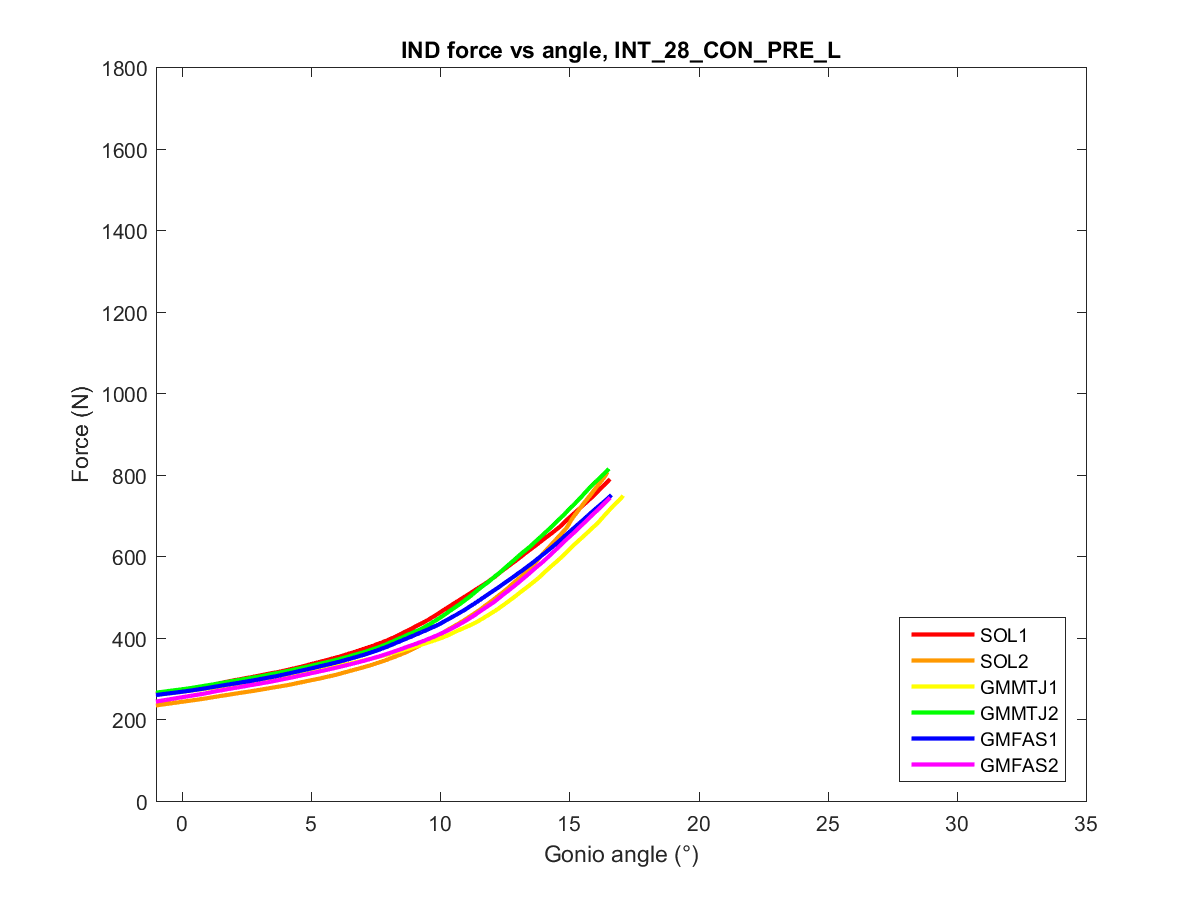 IND force vs angle, INT_28_CON_PRE_L
1800
1600
1400
1200
1000
800
600
400
200
0
Force (N)
0 5 10 15 20 25 30 35
Gonio angle (°)
SOL1
SOL2
GMMTJ1
GMMTJ2
GMFAS1
GMFAS2